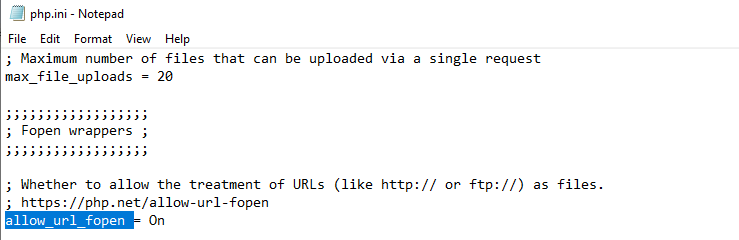 php.ini - Notepad
File Edit Format View Help
; Maximum number of files that can be uploaded via a single request
max_file_uploads = 20
;;;;;;;;;;;;;;;;;;
; Fopen wrappers ;
;;;;;;;;;;;;;;;;;;
; Whether to allow the treatment of URLs (like http:// or ftp://) as files.
; https://php.net/allow-url-fopen
allow_url_fopen = On